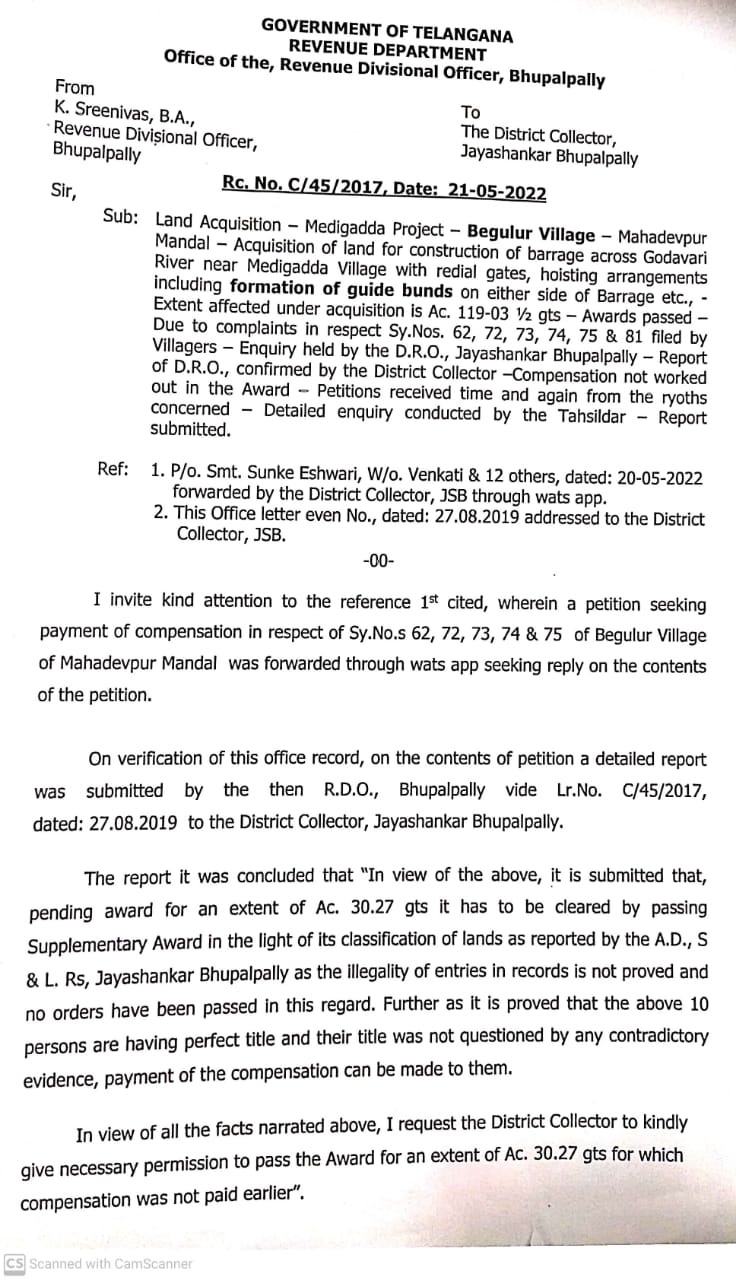 GOVERNMENT OF TELANGANA
REVENUE DEPARTMENT
Office of the, Revenue Divisional Officer, Bhupalpally
From
K. Sreenivas, B.A.,
Revenue Divisional Officer,
Bhupalpally
To
The District Collector,
Jayashankar Bhupalpally
Rc. No. C/45/2017, Date: 21-05-2022
Sir,
Sub: Land Acquisition – Medigadda Project – Begulur Village – Mahadevpur
Mandal – Acquisition of land for construction of barrage across Godavari
River near Medigadda Village with redial gates, hoisting arrangements
including formation of guide bunds on either side of Barrage etc., -
Extent affected under acquisition is Ac. 119-03 ½ gts – Awards passed –
Due to complaints in respect Sy.Nos. 62, 72, 73, 74, 75 & 81 filed by
Villagers – Enquiry held by the D.R.O., Jayashankar Bhupalpally – Report
of D.R.O., confirmed by the District Collector –Compensation not worked
out in the Award – Petitions received time and again from the ryoths
concerned – Detailed enquiry conducted by the Tahsildar – Report
submitted.
Ref: 1. P/o. Smt. Sunke Eshwari, W/o. Venkati & 12 others, dated: 20-05-2022
forwarded by the District Collector, JSB through wats app.
2. This Office letter even No., dated: 27.08.2019 addressed to the District
Collector, JSB.
-00-
I invite kind attention to the reference 1st cited, wherein a petition seeking
payment of compensation in respect of Sy.No.s 62, 72, 73, 74 & 75 of Begulur Village
of Mahadevpur Mandal was forwarded through wats app seeking reply on the contents
of the petition.
On verification of this office record, on the contents of petition a detailed report
was submitted by the then R.D.O., Bhupalpally vide Lr.No. C/45/2017,
dated: 27.08.2019 to the District Collector, Jayashankar Bhupalpally.
The report it was concluded that "In view of the above, it is submitted that,
pending award for an extent of Ac. 30.27 gts it has to be cleared by passing
Supplementary Award in the light of its classification of lands as reported by the A.D., S
& L. Rs, Jayashankar Bhupalpally as the illegality of entries in records is not proved and
no orders have been passed in this regard. Further as it is proved that the above 10
persons are having perfect title and their title was not questioned by any contradictory
evidence, payment of the compensation can be made to them.
In view of all the facts narrated above, I request the District Collector to kindly
give necessary permission to pass the Award for an extent of Ac. 30.27 gts for which
compensation was not paid earlier".
CS Scanned with CamScanner